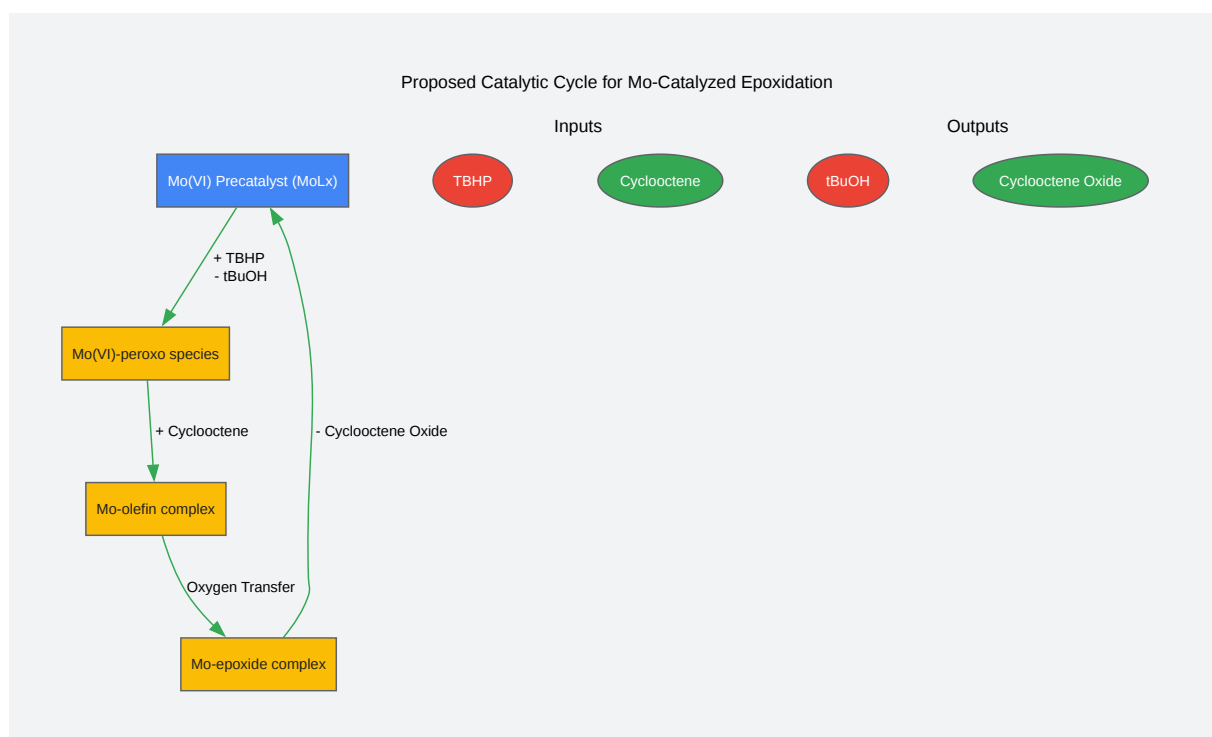 Proposed Catalytic Cycle for Mo-Catalyzed Epoxidation
Inputs
Outputs
Mo(VI) Precatalyst (MoLx)
TBHP
Cyclooctene
tBuOH
Cyclooctene Oxide
+ TBHP
- tBuOH
Mo(VI)-peroxo species
+ Cyclooctene
- Cyclooctene Oxide
Mo-olefin complex
Oxygen Transfer
Mo-epoxide complex